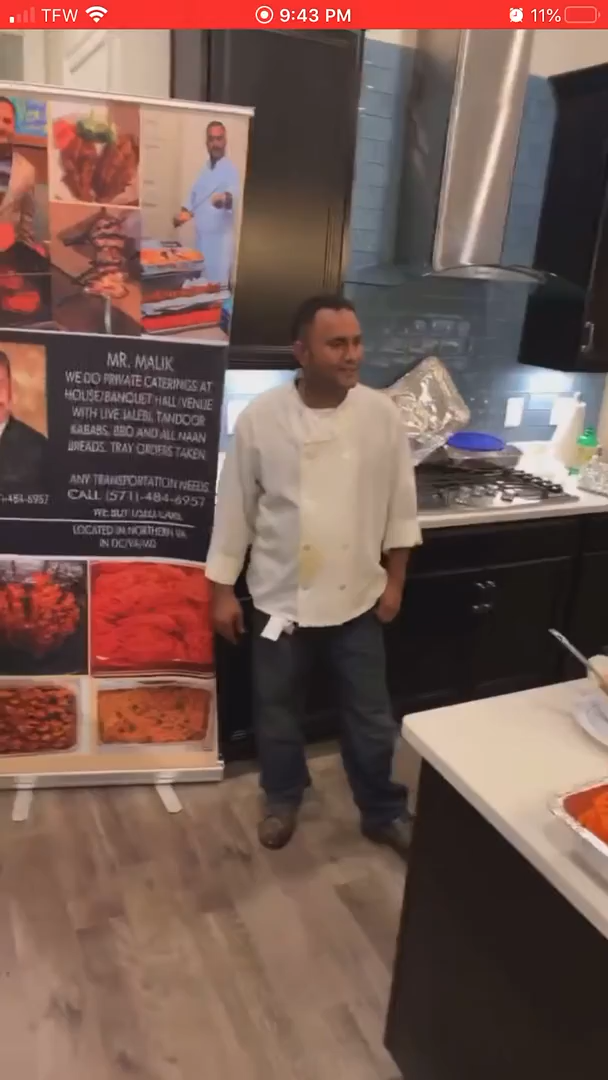 TFW 9:43 PM 11%
MR. MALIK
WE DO PRIVATE CATERINGS AT
HOUSE/BANQUET HALL/VENUE
WITH LIVE JALEBI, TANDOOR
KABABS, BBQ AND ALL NAAN
BREADS. TRAY ORDERS TAKEN.
ANY TRANSPORTATION NEEDS
CALL (571)-484-6957
WE BUY USED CARS
-484-6957
LOCATED IN NORTHERN VA
IN DC/VA/MD